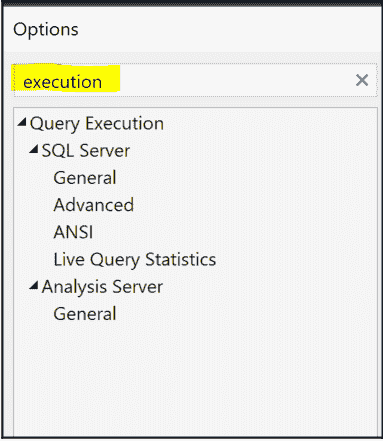 Options
execution
Query Execution
SQL Server
General
Advanced
ANSI
Live Query Statistics
Analysis Server
General